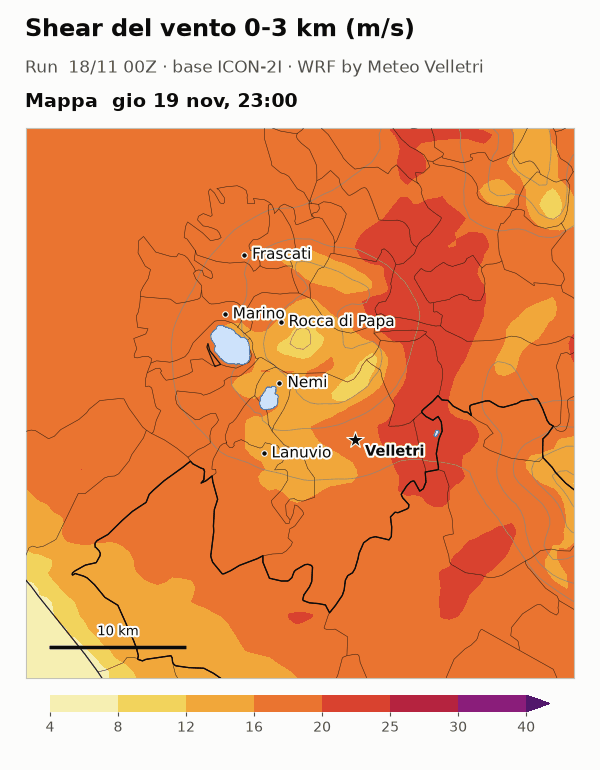 Shear del vento 0-3 km (m/s)
Run  18/11 00Z · base ICON-2I · WRF by Meteo Velletri
Mappa  gio 19 nov, 23:00
Frascati
Marino
Rocca di Papa
Nemi
Velletri
Lanuvio
10 km
4 8 12 16 20 25 30 40